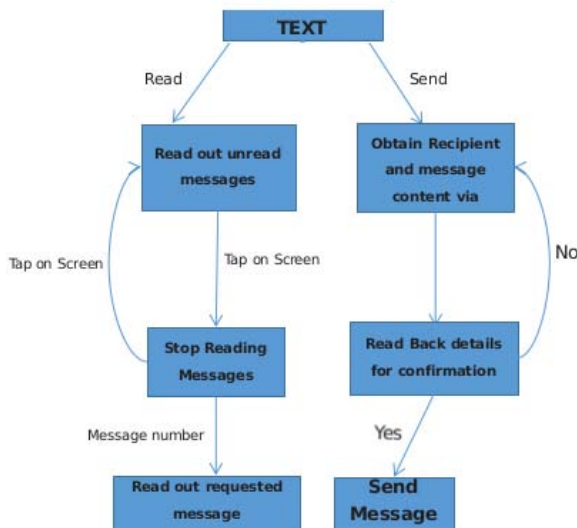 TEXT
Read
Send
Read out unread
messages
Obtain Recipient
and message
content via
Tap on Screen
Tap on Screen
No
Stop Reading
Messages
Read Back details
for confirmation
Message number
Yes
Read out requested
message
Send
Message